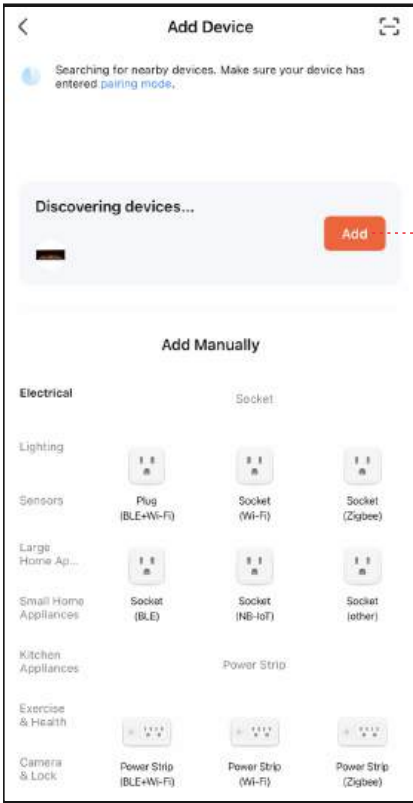 Add Device
Searching for nearby devices. Make sure your device has
entered pairing mode.
Discovering devices...
Add
Add Manually
Electrical
Socket
Lighting
Sensors
Plug
(BLE+Wi-Fi)
Socket
(Wi-Fi)
Socket
(Zigbee)
Large
Home Ap...
Small Home
Appliances
Socket
(BLE)
Socket
(NB-IoT)
Socket
(other)
Kitchen
Appliances
Power Strip
Exercise
& Health
Camera
& Lock
Power Strip
(BLE+Wi-Fi)
Power Strip
(Wi-Fi)
Power Strip
(Zigbee)